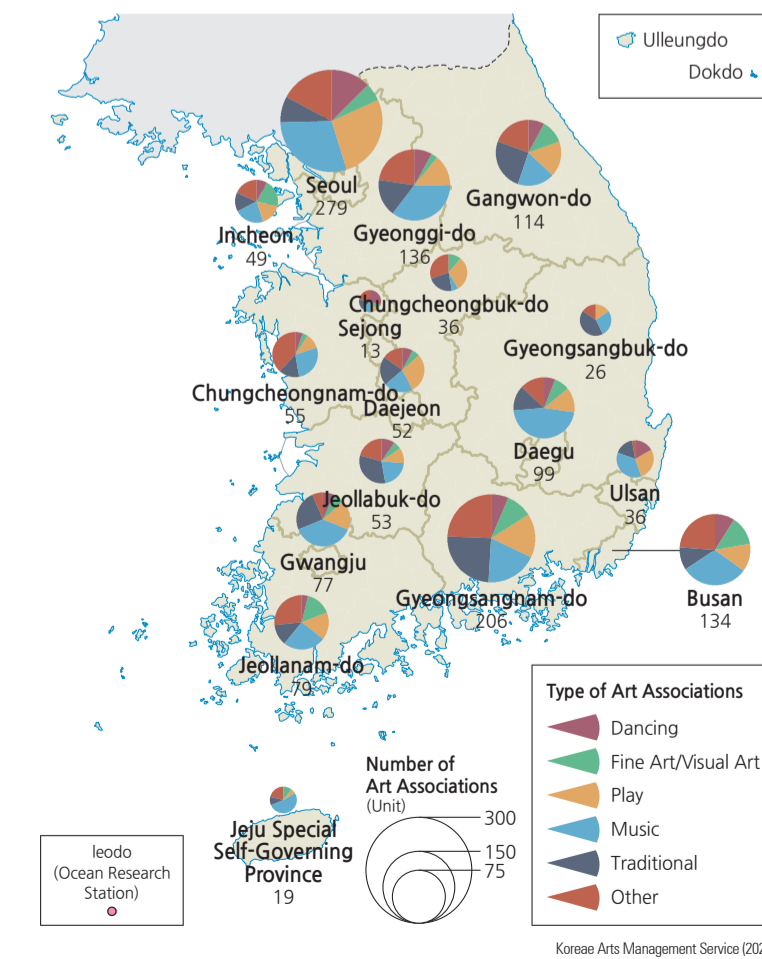 Ulleungdo
Dokdo
Seoul
279
Gangwon-do
114
Gyeonggi-do
136
Incheon
49
Chungcheongbuk-do
36
Sejong
13
Gyeongsangbuk-do
26
Chungcheongnam-do
55
Daejeon
52
Daegu
99
Ulsan
36
Jeollabuk-do
53
Gwangju
77
Gyeongsangnam-do
206
Busan
134
Jeollanam-do
79
Type of Art Associations
Dancing
Fine Art/Visual Art
Play
Music
Traditional
Other
Number of
Art Associations
(Unit)
300
150
75
Jeju Special
Self-Governing
Province
19
Ieodo
(Ocean Research
Station)
Koreae Arts Management Service (202